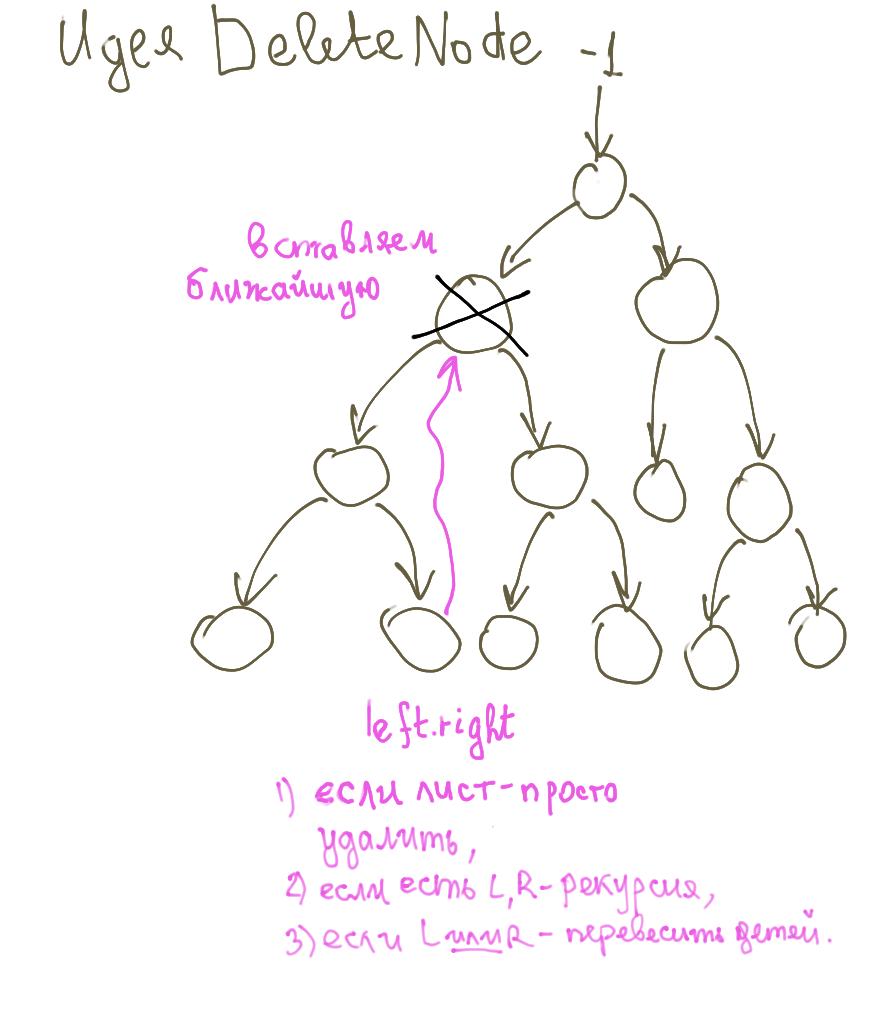 Идея DeleteNode -1
вставляем
ближайшую
left.right
1) если лист-просто
удалить,
2) если есть L,R-рекурсия,
3) если L или R - перевесить детей.